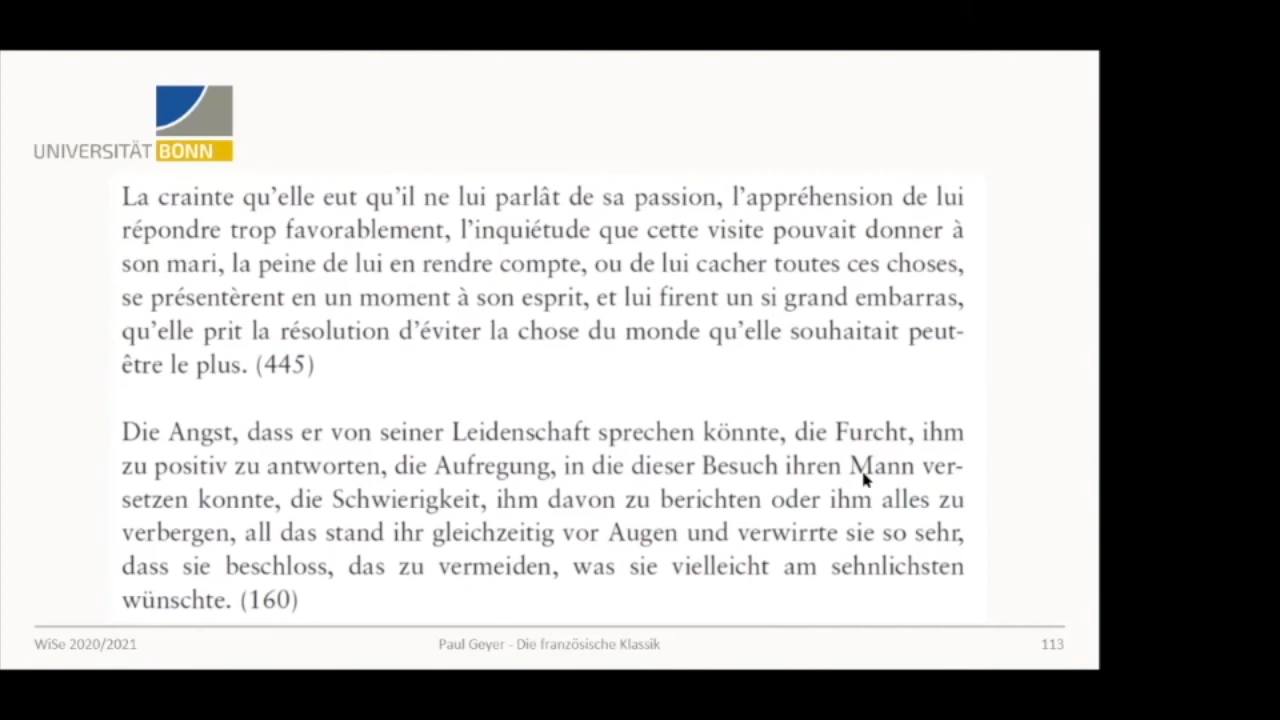 UNIVERSITÄT BONN
La crainte qu’elle eut qu’il ne lui parlât de sa passion, l’appréhension de lui
répondre trop favorablement, l’inquiétude que cette visite pouvait donner à
son mari, la peine de lui en rendre compte, ou de lui cacher toutes ces choses,
se présentèrent en un moment à son esprit, et lui firent un si grand embarras,
qu’elle prit la résolution d’éviter la chose du monde qu’elle souhaitait peut-
être le plus. (445)
Die Angst, dass er von seiner Leidenschaft sprechen könnte, die Furcht, ihm
zu positiv zu antworten, die Aufregung, in die dieser Besuch ihren Mann ver-
setzen konnte, die Schwierigkeit, ihm davon zu berichten oder ihm alles zu
verbergen, all das stand ihr gleichzeitig vor Augen und verwirrte sie so sehr,
dass sie beschloss, das zu vermeiden, was sie vielleicht am sehnlichsten
wünschte. (160)
WiSe 2020/2021 Paul Geyer - Die französische Klassik 113